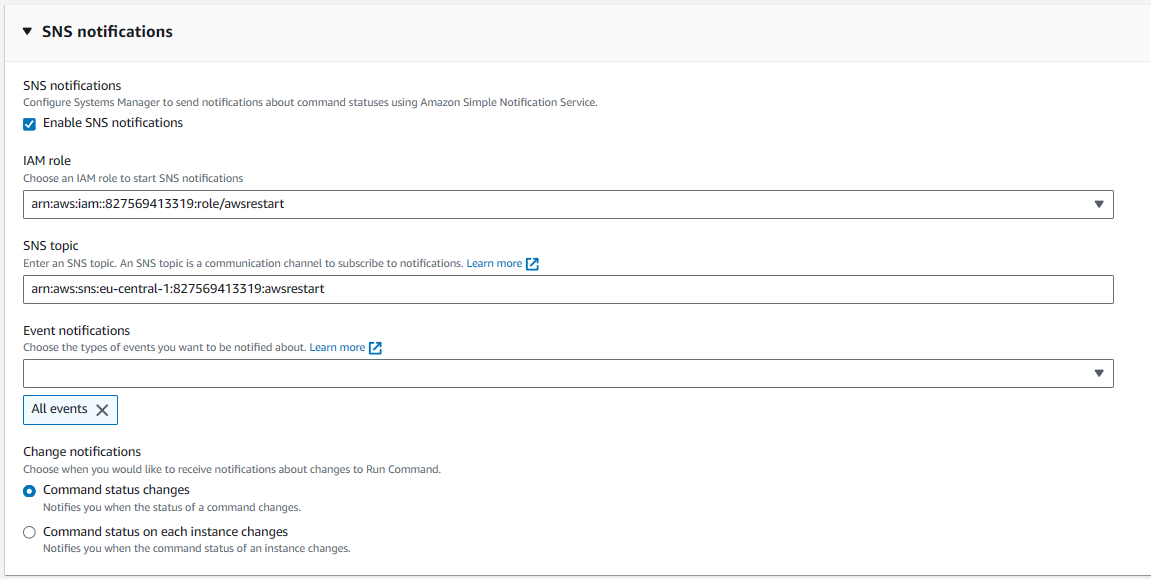 SNS notifications
SNS notifications
Configure Systems Manager to send notifications about command statuses using Amazon Simple Notification Service.
Enable SNS notifications
IAM role
Choose an IAM role to start SNS notifications
arn:aws:iam::827569413319:role/awsrestart
SNS topic
Enter an SNS topic. An SNS topic is a communication channel to subscribe to notifications. Learn more
arn:aws:sns:eu-central-1:827569413319:awsrestart
Event notifications
Choose the types of events you want to be notified about. Learn more
All events
Change notifications
Choose when you would like to receive notifications about changes to Run Command.
Command status changes
Notifies you when the status of a command changes.
Command status on each instance changes
Notifies you when the command status of an instance changes.